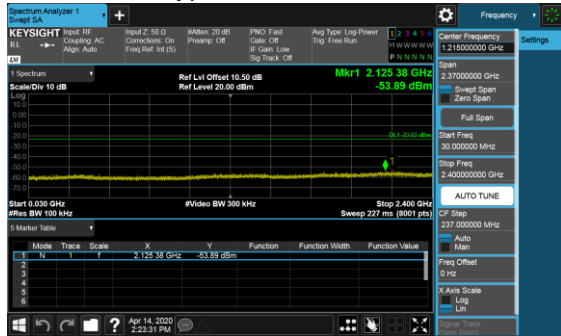 Spectrum Analyzer 1
Swept SA
+
Frequency
KEYSIGHT
Input: RF
Coupling: AC
Align: Auto
Input Z: 50 Ω
Corrections: On
Freq Ref: Int (S)
#Atten: 20 dB
Preamp: Off
PNO: Fast
Gate: Off
IF Gain: Low
Sig Track: Off
Avg Type: Log-Power
Trig: Free Run
1 2 3 4 5 6
M W W W W W
P N N N N N
RL
1 Spectrum
Scale/Div 10 dB
Ref Lvl Offset 10.50 dB
Ref Level 20.00 dBm
Mkr1 2.125 38 GHz
-53.89 dBm
Log
10.0
0.00
-10.0
-20.0
-30.0
-40.0
-50.0
-60.0
-70.0
DL1 -23.03 dBm
1
Start 0.030 GHz
#Res BW 100 kHz
#Video BW 300 kHz
Stop 2.400 GHz
Sweep 227 ms (8001 pts)
5 Marker Table
Mode Trace Scale X Y Function Function Width Function Value
1 N 1 f 2.125 38 GHz -53.89 dBm
2
3
4
5
6
Apr 14, 2020
2:23:31 PM
Center Frequency
1.215000000 GHz
Settings
Span
2.37000000 GHz
Swept Span
Zero Span
Full Span
Start Freq
30.000000 MHz
Stop Freq
2.400000000 GHz
AUTO TUNE
CF Step
237.000000 MHz
Auto
Man
Freq Offset
0 Hz
X Axis Scale
Log
Lin
Signal Track